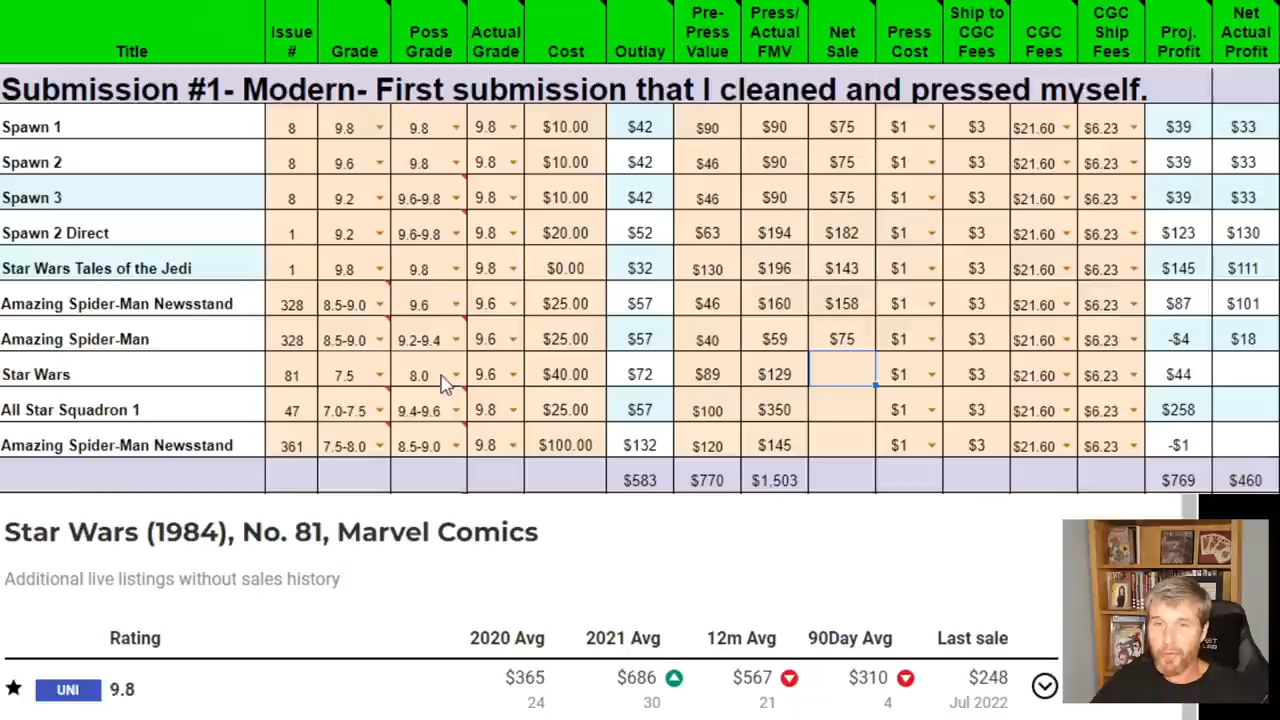 Title Issue # Grade Poss Grade Actual Grade Cost Outlay Pre-Press Value Press/Actual FMV Net Sale Press Cost Ship to CGC Fees CGC Fees CGC Ship Fees Proj. Profit Net Actual Profit
Submission #1- Modern- First submission that I cleaned and pressed myself.
Spawn 1 8 9.8 9.8 9.8 $10.00 $42 $90 $90 $75 $1 $3 $21.60 $6.23 $39 $33
Spawn 2 8 9.6 9.8 9.8 $10.00 $42 $46 $90 $75 $1 $3 $21.60 $6.23 $39 $33
Spawn 3 8 9.2 9.6-9.8 9.8 $10.00 $42 $46 $90 $75 $1 $3 $21.60 $6.23 $39 $33
Spawn 2 Direct 1 9.2 9.6-9.8 9.8 $20.00 $52 $63 $194 $182 $1 $3 $21.60 $6.23 $123 $130
Star Wars Tales of the Jedi 1 9.8 9.8 9.8 $0.00 $32 $130 $196 $143 $1 $3 $21.60 $6.23 $145 $111
Amazing Spider-Man Newsstand 328 8.5-9.0 9.6 9.6 $25.00 $57 $46 $160 $158 $1 $3 $21.60 $6.23 $87 $101
Amazing Spider-Man 328 8.5-9.0 9.2-9.4 9.6 $25.00 $57 $40 $59 $75 $1 $3 $21.60 $6.23 -$4 $18
Star Wars 81 7.5 8.0 9.6 $40.00 $72 $89 $129 $1 $3 $21.60 $6.23 $44
All Star Squadron 1 47 7.0-7.5 9.4-9.6 9.8 $25.00 $57 $100 $350 $1 $3 $21.60 $6.23 $258
Amazing Spider-Man Newsstand 361 7.5-8.0 8.5-9.0 9.8 $100.00 $132 $120 $145 $1 $3 $21.60 $6.23 -$1
$583 $770 $1,503 $769 $460
Star Wars (1984), No. 81, Marvel Comics
Additional live listings without sales history
Rating 2020 Avg 2021 Avg 12m Avg 90Day Avg Last sale
UNI 9.8 $365 $686 $567 $310 $248
24 30 21 4 Jul 2022